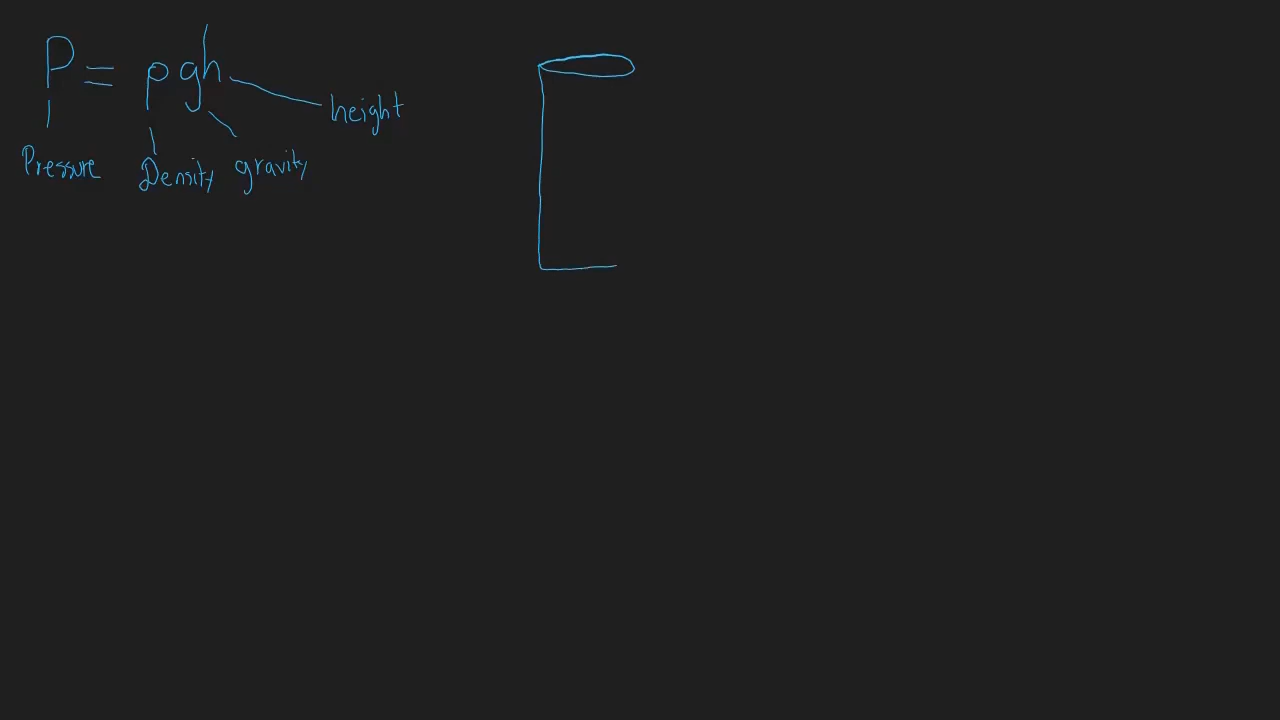 P = ρgh
height
Pressure Density gravity